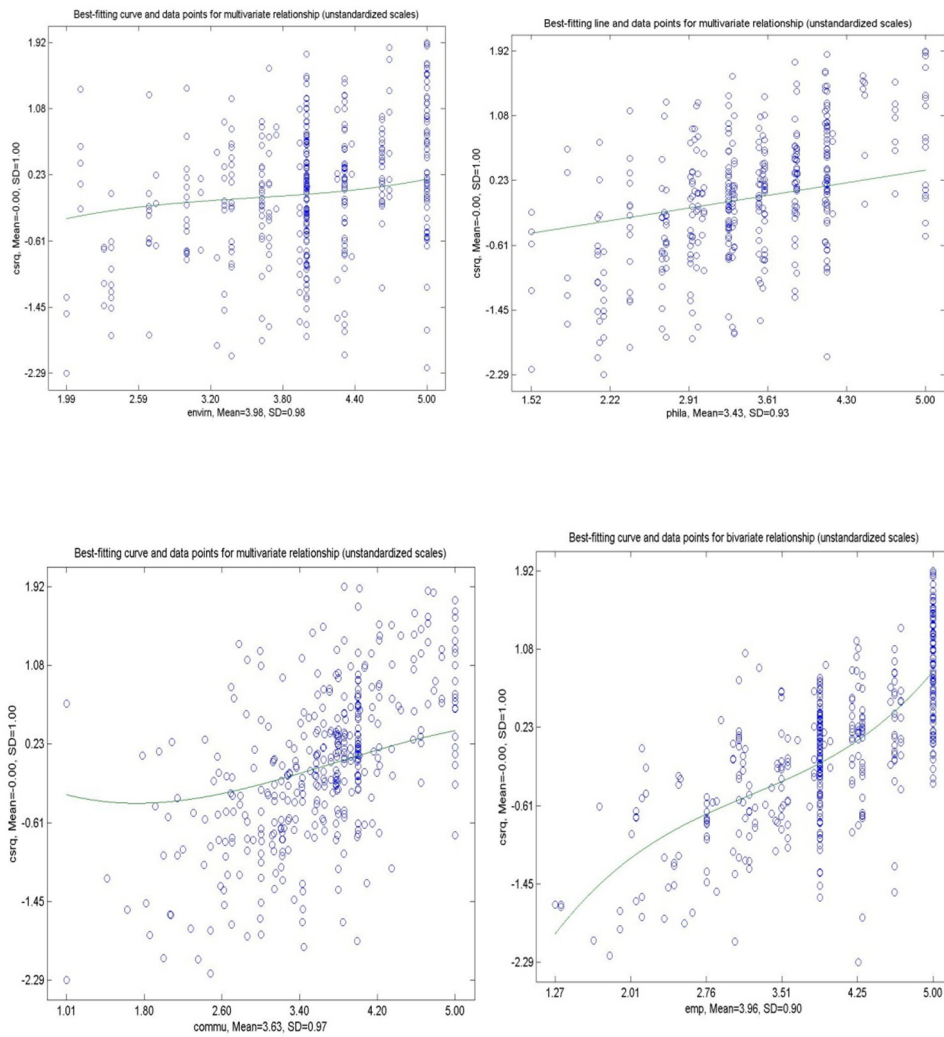 Best-fitting curve and data points for multivariate relationship (unstandardized scales)
1.92
1.08
0.23
-0.61
-1.45
-2.29
csrq, Mean=-0.00, SD=1.00
1.99 2.59 3.20 3.80 4.40 5.00
envirn, Mean=3.98, SD=0.98
Best-fitting line and data points for multivariate relationship (unstandardized scales)
1.92
1.08
0.23
-0.61
-1.45
-2.29
csrq, Mean=-0.00, SD=1.00
1.52 2.22 2.91 3.61 4.30 5.00
phila, Mean=3.43, SD=0.93
Best-fitting curve and data points for multivariate relationship (unstandardized scales)
1.92
1.08
0.23
-0.61
-1.45
-2.29
csrq, Mean=-0.00, SD=1.00
1.01 1.80 2.60 3.40 4.20 5.00
commu, Mean=3.63, SD=0.97
Best-fitting curve and data points for bivariate relationship (unstandardized scales)
1.92
1.08
0.23
-0.61
-1.45
-2.29
csrq, Mean=-0.00, SD=1.00
1.27 2.01 2.76 3.51 4.25 5.00
emp, Mean=3.96, SD=0.90